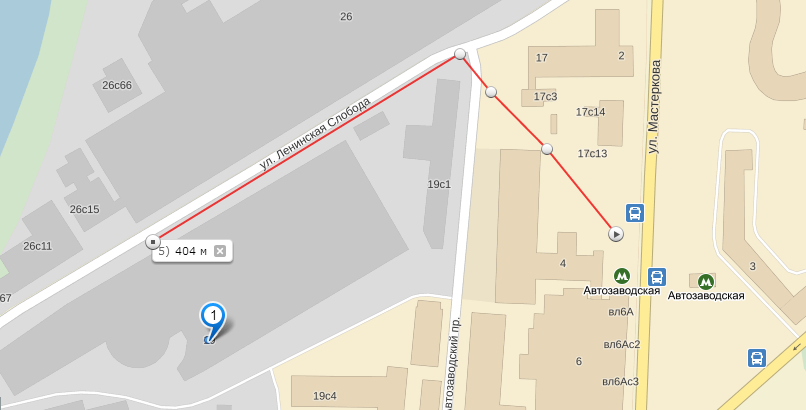 26
17
2
26с66
17с3
17с14
ул. Мастеркова
ул. Ленинская Слобода
17с13
19с1
26с15
26с11
5) 404 м
4
3
67
Автозаводская
Автозаводская
1
вл6А
Автозаводский пр.
вл6Ас2
6
вл6Ас3
19с4